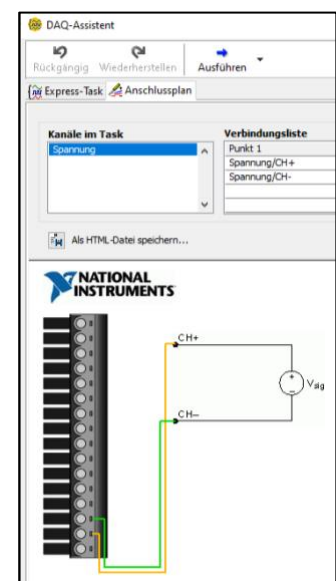 DAQ-Assistent
Rückgängig Wiederherstellen Ausführen
Express-Task Anschlussplan
Kanäle im Task Verbindungsliste
Spannung Punkt 1
Spannung/CH+
Spannung/CH-
Als HTML-Datei speichern...
NATIONAL
INSTRUMENTS
CH+
+
Vsig
-
CH−